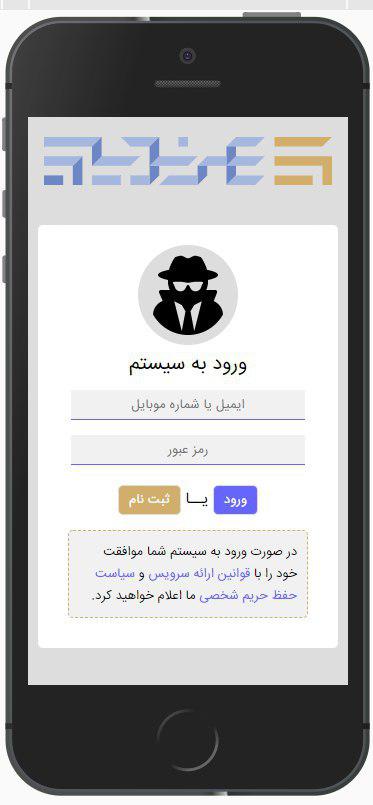 ورود به سیستم
ایمیل یا شماره موبایل
رمز عبور
ورود یــا ثبت نام
در صورت ورود به سیستم شما موافقت
خود را با قوانین ارائه سرویس و سیاست
حفظ حریم شخصی ما اعلام خواهید کرد.